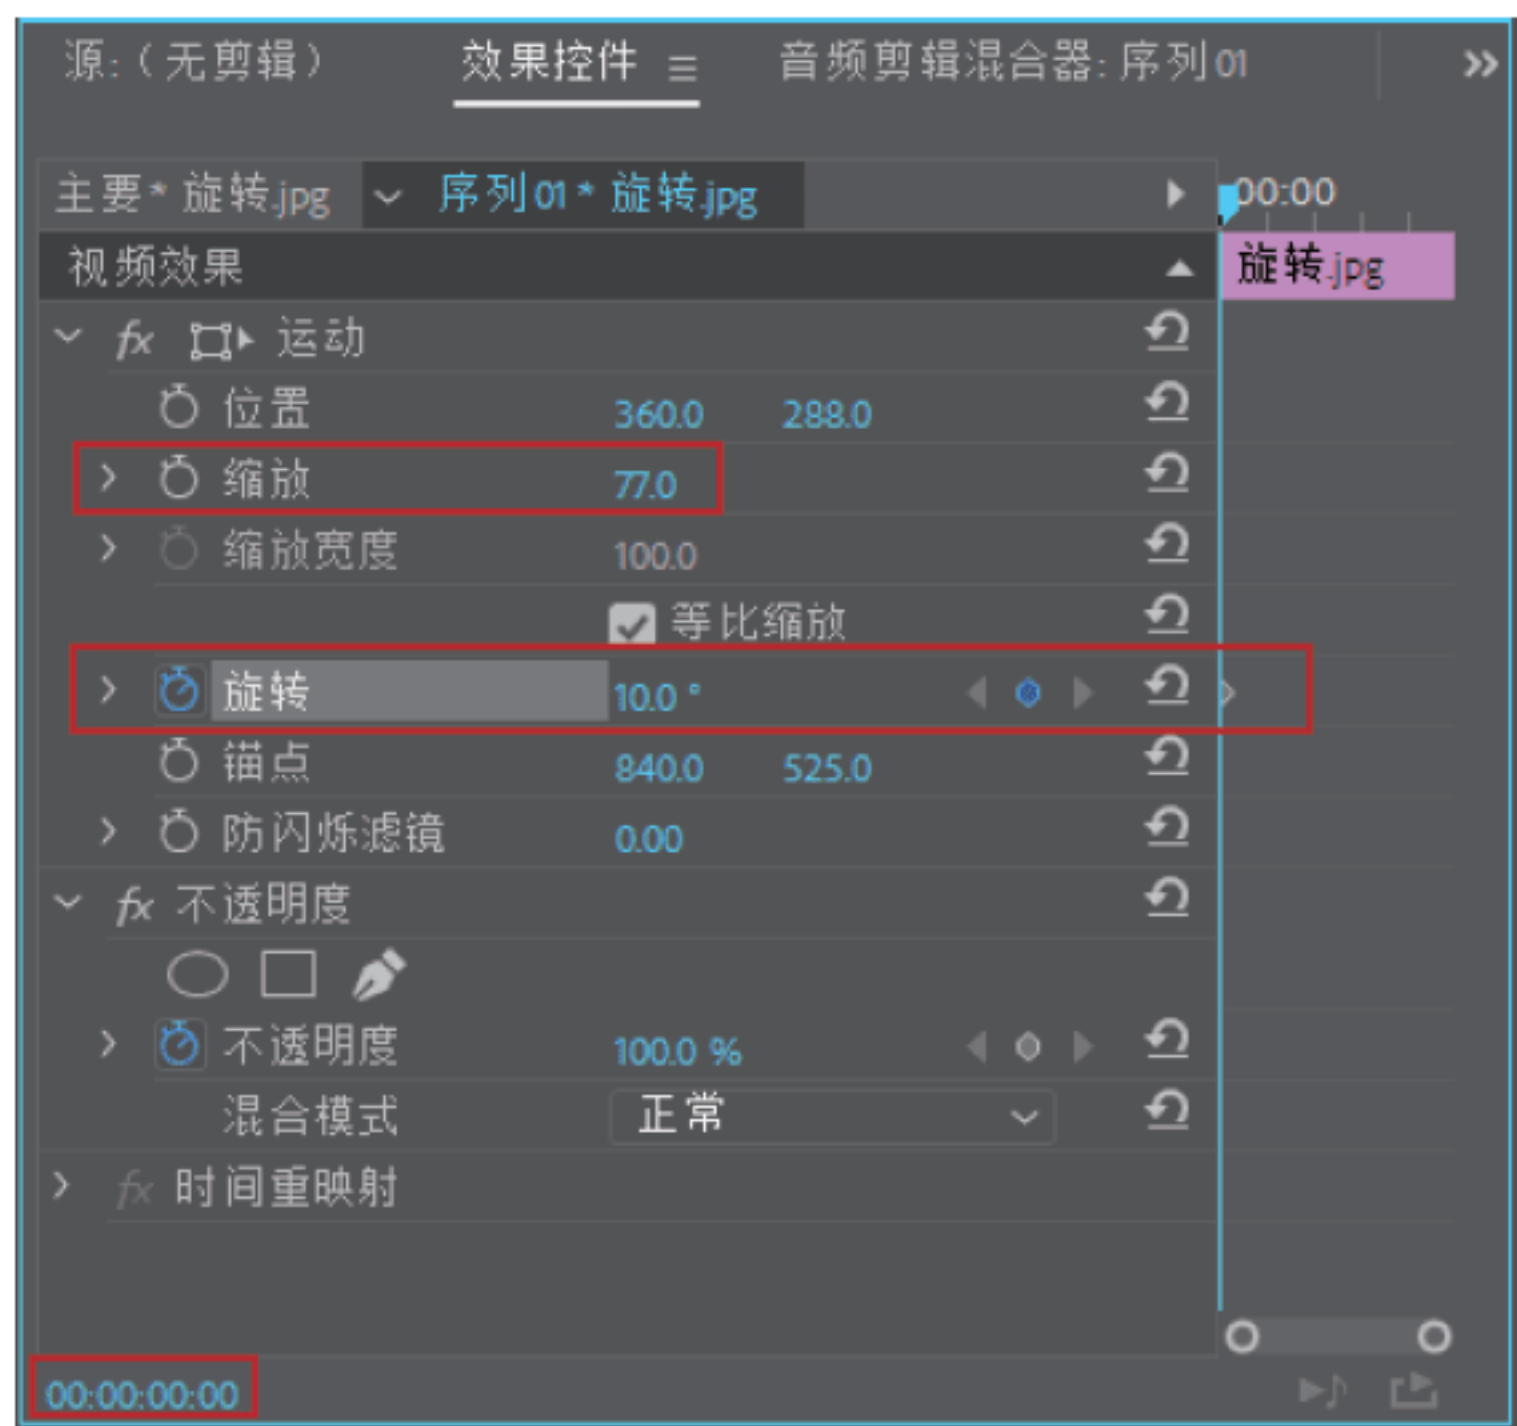 源:（无剪辑） 效果控件 音频剪辑混合器: 序列 01
主要* 旋转.jpg 序列 01 * 旋转.jpg 00:00
视频效果 旋转.jpg
fx 运动
位置 360.0 288.0
缩放 77.0
缩放宽度 100.0
等比缩放
旋转 10.0 °
锚点 840.0 525.0
防闪烁滤镜 0.00
fx 不透明度
不透明度 100.0 %
混合模式 正常
fx 时间重映射
00:00:00:00